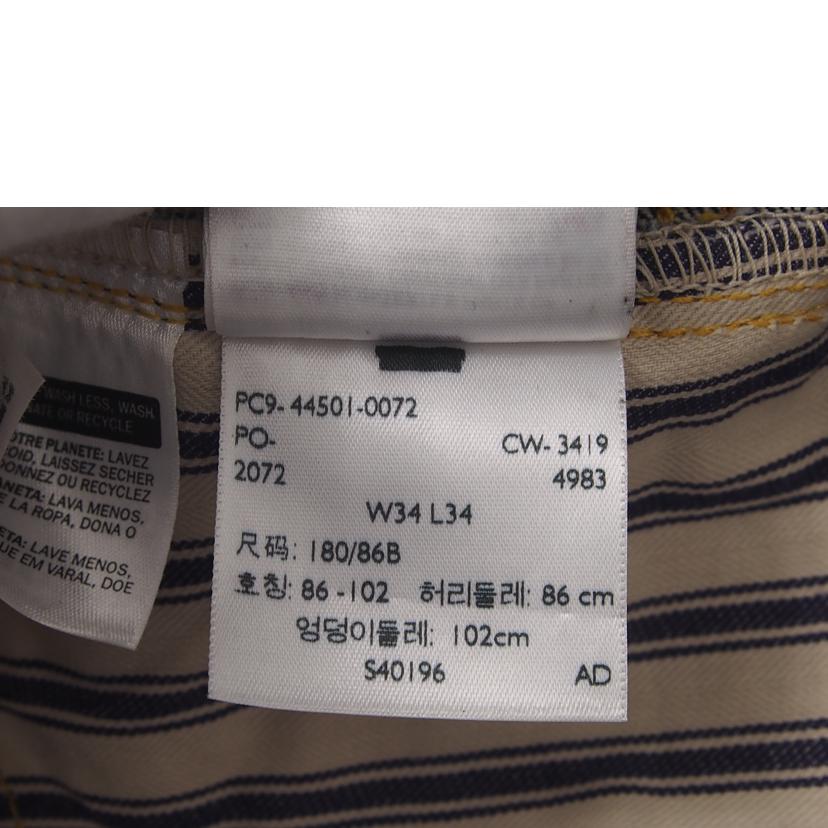 WASH LESS, WASH
OR RECYCLE
OTRE PLANETE: LAVEZ
OID, LAISSEZ SECHER
DONNEZ OU RECYCLEZ
ANETA: LAVA MENOS,
E LA ROPA, DONA O
TA: LAVE MENOS,
UE EM VARAL, DOE
PC9- 44501-0072
PO- CW- 3419
2072 4983
W34 L34
尺码: 180/86B
호칭: 86 -102 허리둘레: 86 cm
엉덩이둘레: 102cm
S40196 AD